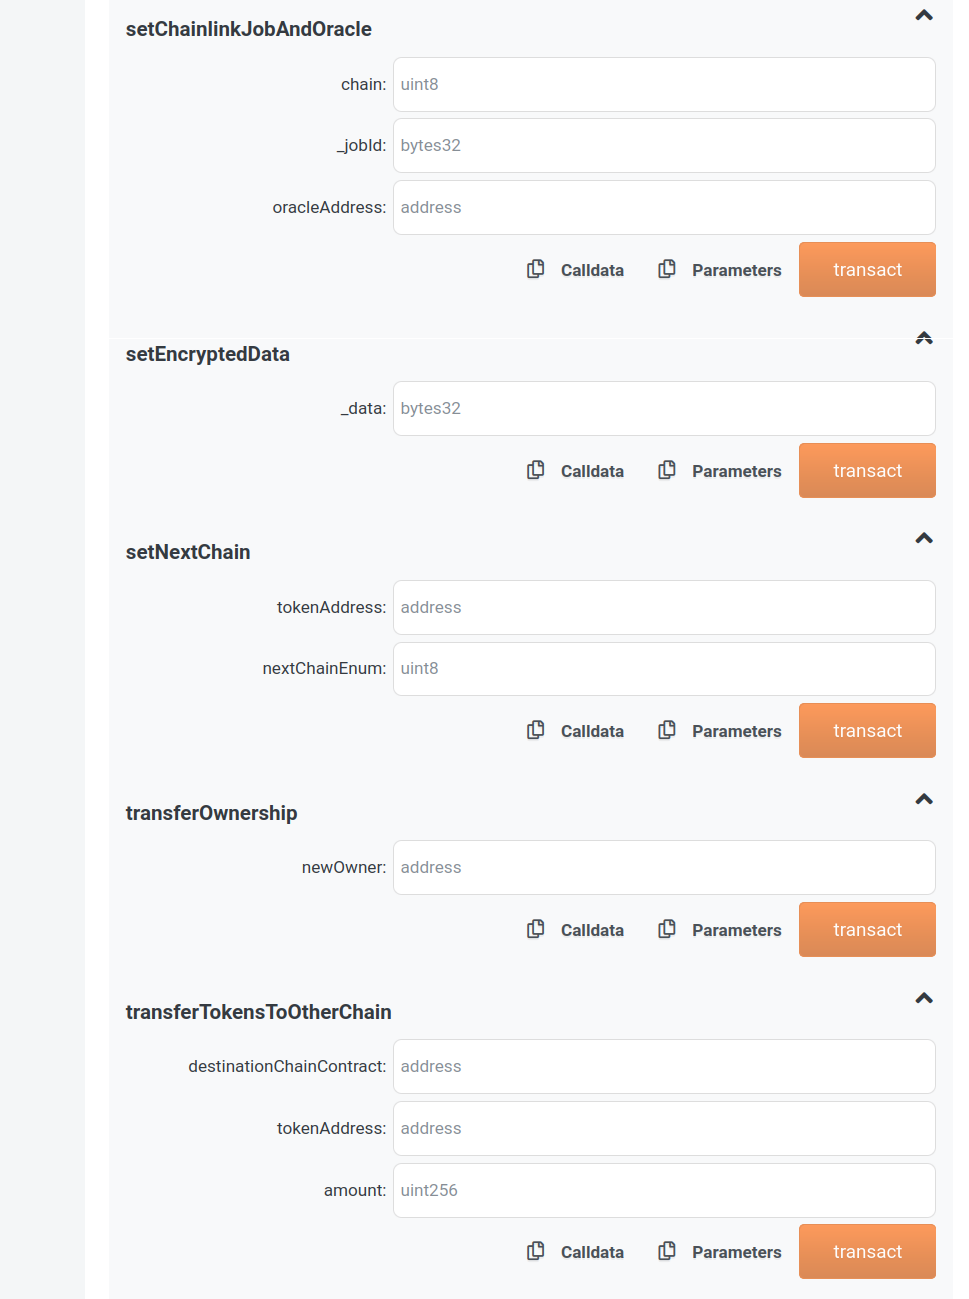 setChainlinkJobAndOracle
chain: uint8
_jobId: bytes32
oracleAddress: address
Calldata Parameters transact
setEncryptedData
_data: bytes32
Calldata Parameters transact
setNextChain
tokenAddress: address
nextChainEnum: uint8
Calldata Parameters transact
transferOwnership
newOwner: address
Calldata Parameters transact
transferTokensToOtherChain
destinationChainContract: address
tokenAddress: address
amount: uint256
Calldata Parameters transact